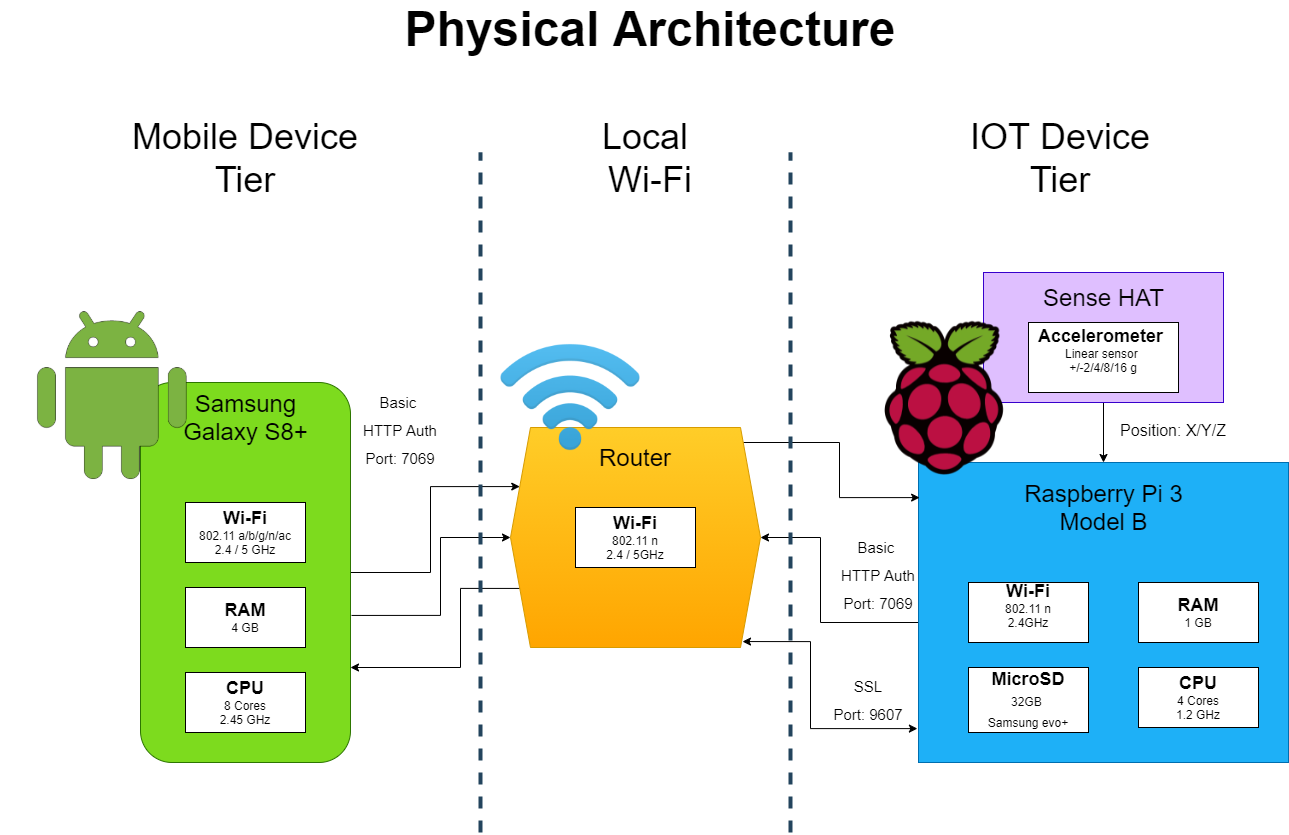 Physical Architecture
Mobile Device
Tier
Local
Wi-Fi
IOT Device
Tier
Samsung
Galaxy S8+
Wi-Fi
802.11 a/b/g/n/ac
2.4 / 5 GHz
RAM
4 GB
CPU
8 Cores
2.45 GHz
Basic
HTTP Auth
Port: 7069
Router
Wi-Fi
802.11 n
2.4 / 5GHz
Basic
HTTP Auth
Port: 7069
SSL
Port: 9607
Sense HAT
Accelerometer
Linear sensor
+/-2/4/8/16 g
Position: X/Y/Z
Raspberry Pi 3
Model B
Wi-Fi
802.11 n
2.4GHz
RAM
1 GB
MicroSD
32GB
Samsung evo+
CPU
4 Cores
1.2 GHz